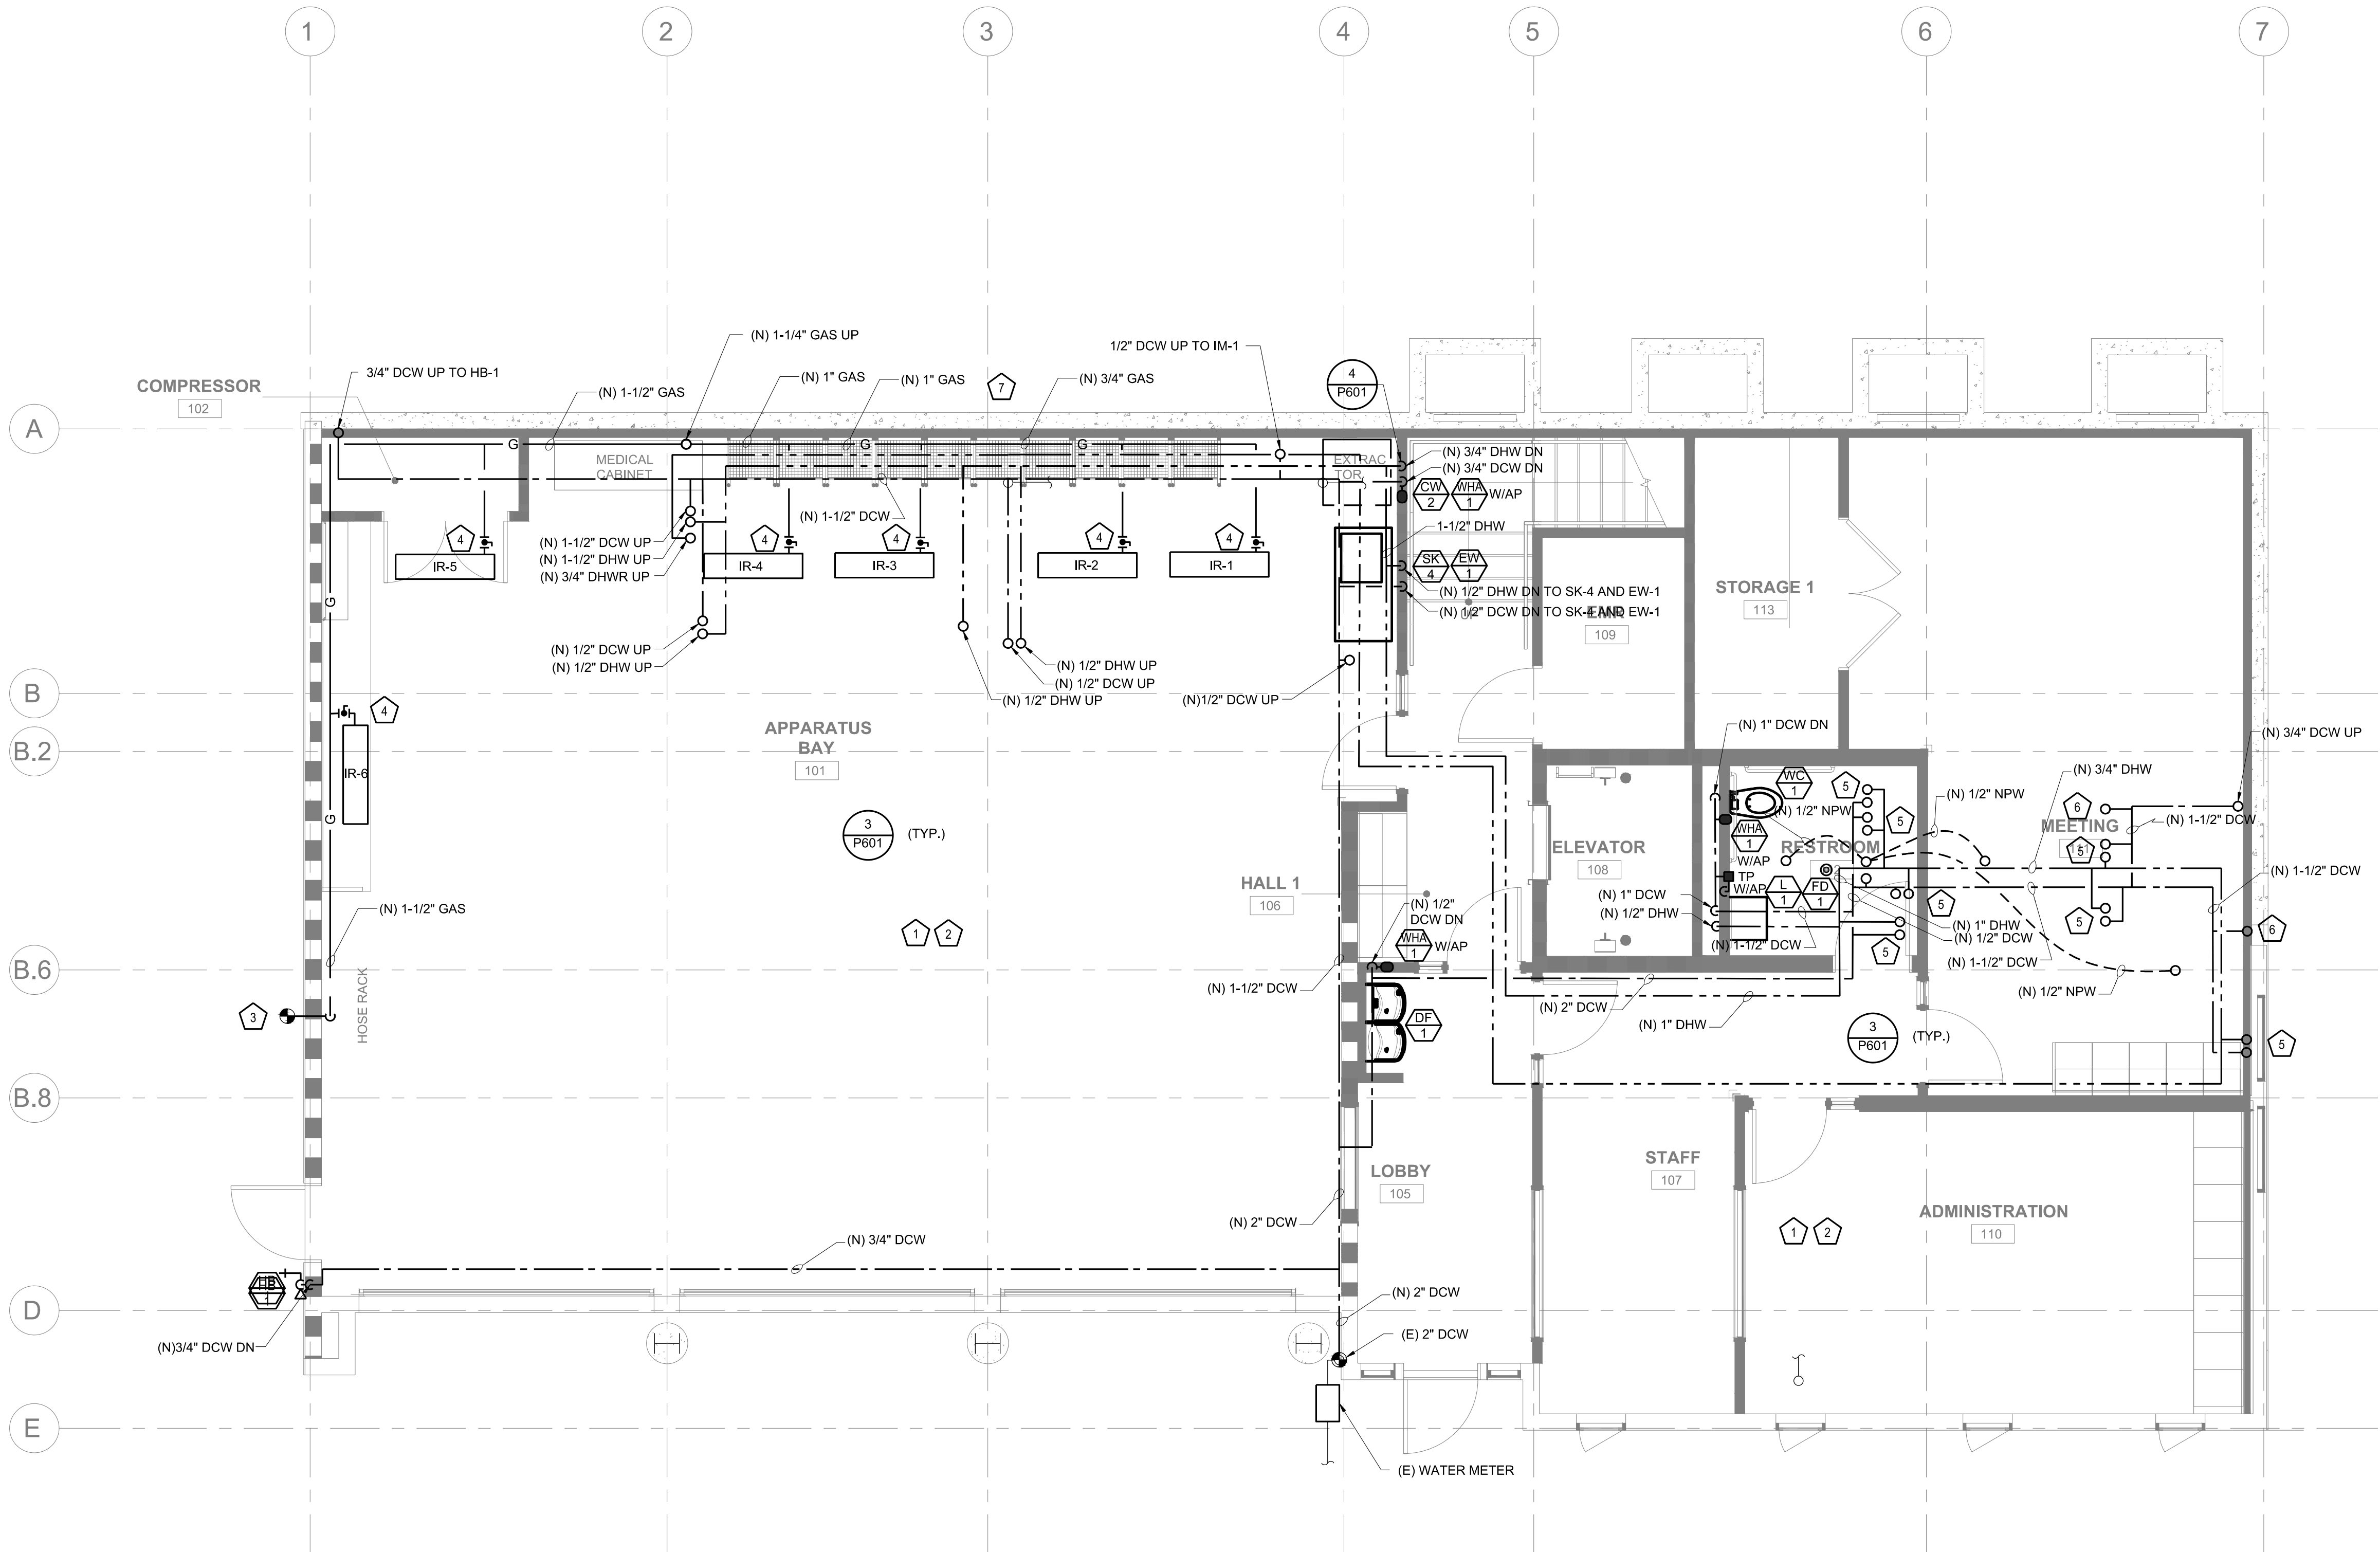 1
2
3
4
5
6
7
(N) 1-1/4" GAS UP
1/2" DCW UP TO IM-1
3/4" DCW UP TO HB-1
(N) 1" GAS
(N) 1" GAS
7
(N) 3/4" GAS
4
P601
COMPRESSOR
102
(N) 1-1/2" GAS
A
G
G
G
MEDICAL
CABINET
EXTRAC
TOR
(N) 3/4" DHW DN
(N) 3/4" DCW DN
CW
2
WHA
1
W/AP
(N) 1-1/2" DCW
1-1/2" DHW
(N) 1-1/2" DCW UP
(N) 1-1/2" DHW UP
(N) 3/4" DHWR UP
4
4
4
4
4
IR-5
IR-4
IR-3
IR-2
IR-1
SK
4
EW
1
(N) 1/2" DHW DN TO SK-4 AND EW-1
(N) 1/2" DCW DN TO SK-4 AND EW-1
UP
EMR
109
STORAGE 1
113
G
(N) 1/2" DCW UP
(N) 1/2" DHW UP
(N) 1/2" DHW UP
(N) 1/2" DCW UP
(N) 1/2" DHW UP
(N)1/2" DCW UP
B
4
APPARATUS
BAY
101
(N) 1" DCW DN
(N) 3/4" DCW UP
B.2
IR-6
WC
1
5
(N) 3/4" DHW
(N) 1/2" NPW
(N) 1/2" NPW
6
G
3
P601
(TYP.)
WHA
1
W/AP
5
MEETING
(N) 1-1/2" DCW
ELEVATOR
108
RESTROOM
5
TP
W/AP
L
1
FD
1
(N) 1-1/2" DCW
HALL 1
106
(N) 1/2"
DCW DN
(N) 1" DCW
(N) 1/2" DHW
5
5
(N) 1-1/2" GAS
1
2
WHA
1
W/AP
(N) 1-1/2" DCW
5
(N) 1" DHW
(N) 1/2" DCW
6
B.6
(N) 1-1/2" DCW
(N) 1-1/2" DCW
(N) 1/2" NPW
HOSE RACK
3
(N) 2" DCW
(N) 1" DHW
DF
1
3
P601
(TYP.)
5
B.8
LOBBY
105
STAFF
107
ADMINISTRATION
110
(N) 2" DCW
1
2
(N) 3/4" DCW
HB
1
(N) 2" DCW
D
(N)3/4" DCW DN
(E) 2" DCW
E
(E) WATER METER